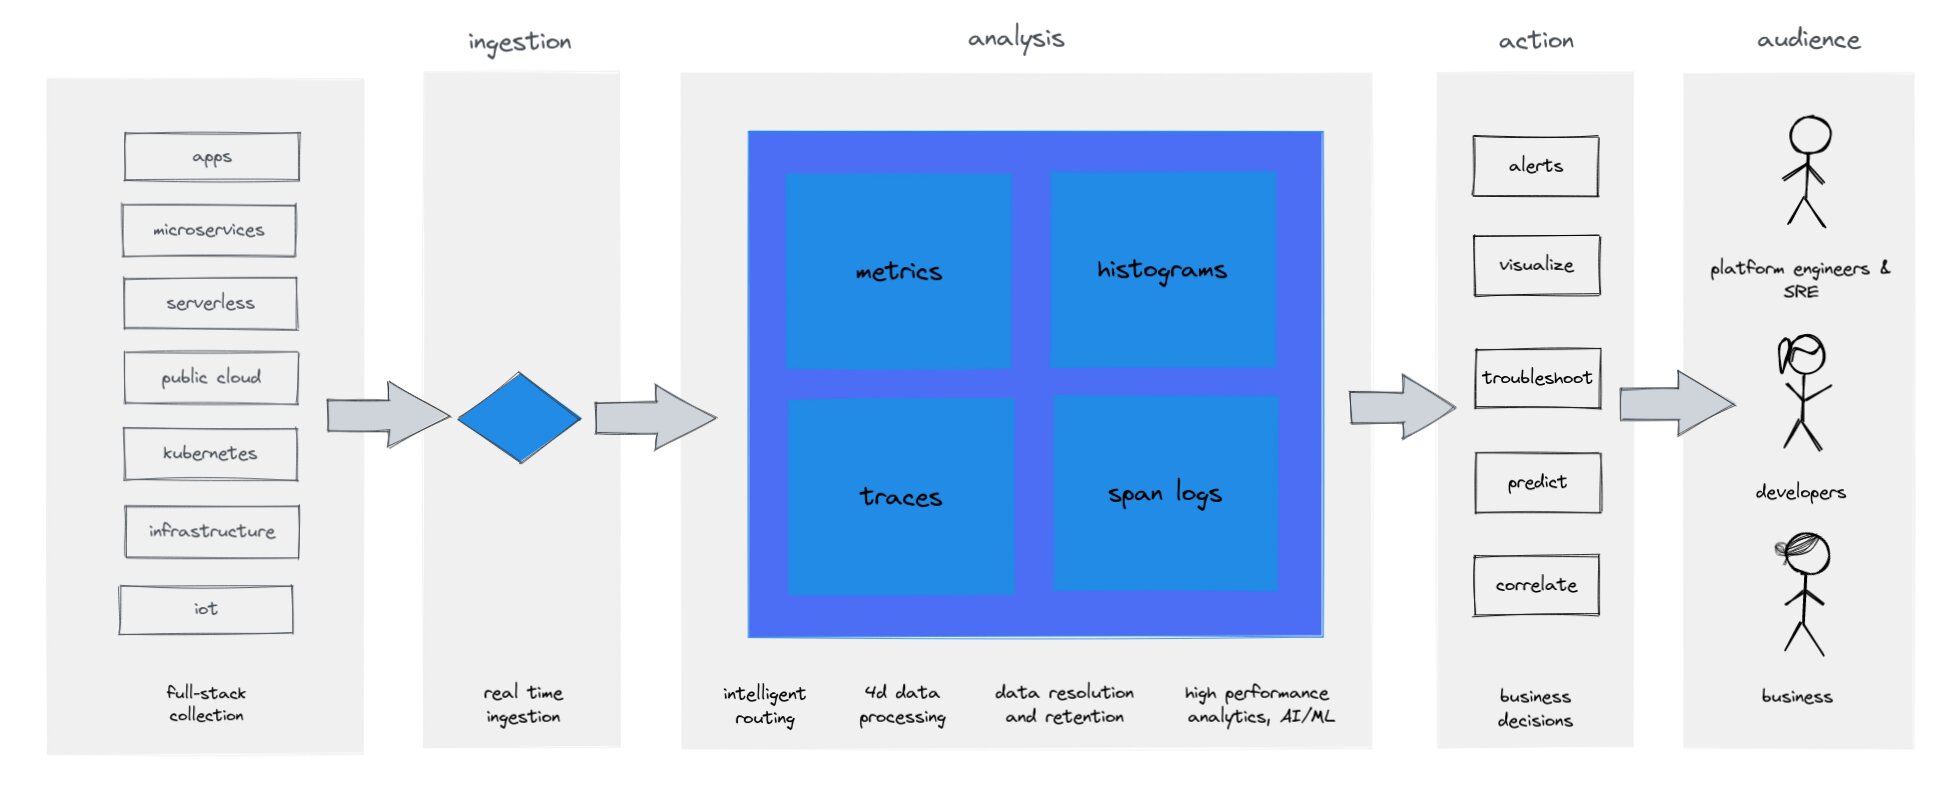 ingestion
analysis
action
audience
apps
microservices
serverless
public cloud
kubernetes
infrastructure
iot
full-stack
collection
real time
ingestion
metrics
histograms
traces
span logs
intelligent
routing
4d data
processing
data resolution
and retention
high performance
analytics, AI/ML
alerts
visualize
troubleshoot
predict
correlate
business
decisions
platform engineers &
SRE
developers
business